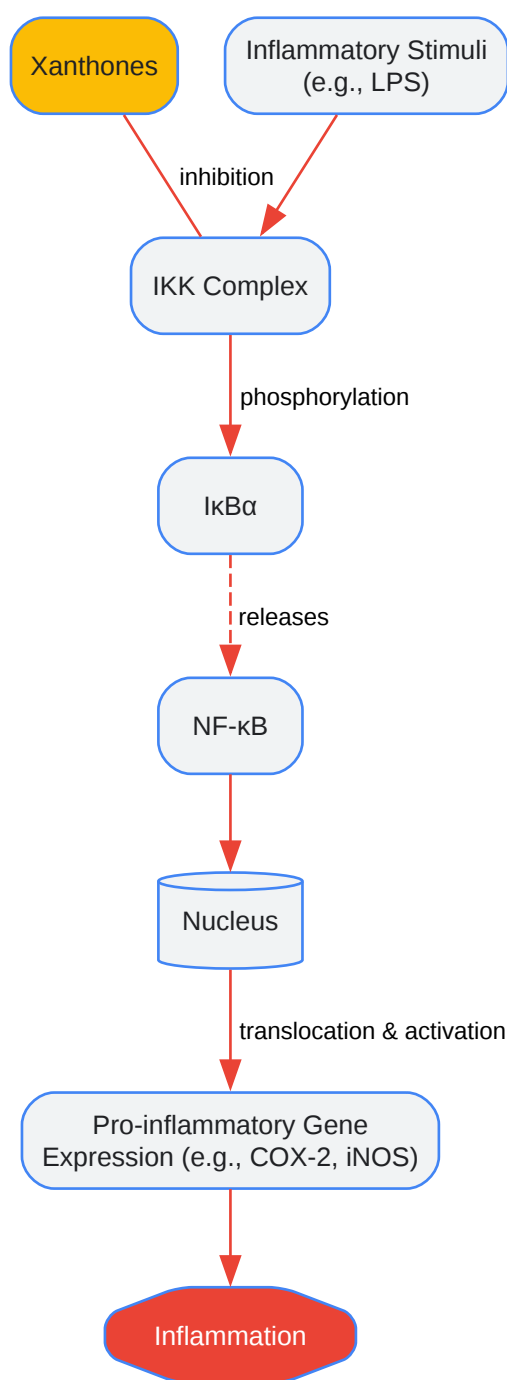 Xanthones
Inflammatory Stimuli
(e.g., LPS)
inhibition
IKK Complex
phosphorylation
IκBα
releases
NF-κB
Nucleus
translocation & activation
Pro-inflammatory Gene
Expression (e.g., COX-2, iNOS)
Inflammation